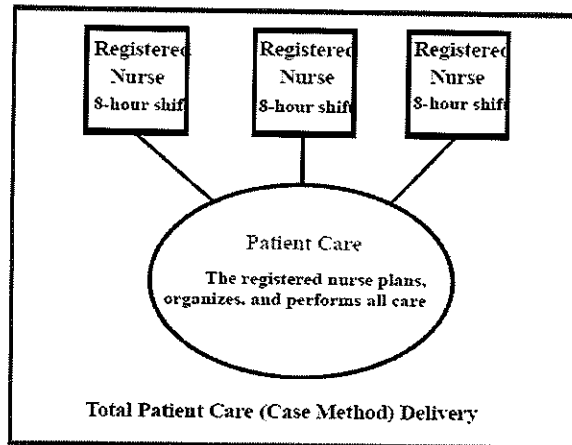 Registered Registered Registered
Nurse Nurse Nurse
8-hour shift 8-hour shift 8-hour shift
Patient Care
The registered nurse plans,
organizes, and performs all care
Total Patient Care (Case Method) Delivery